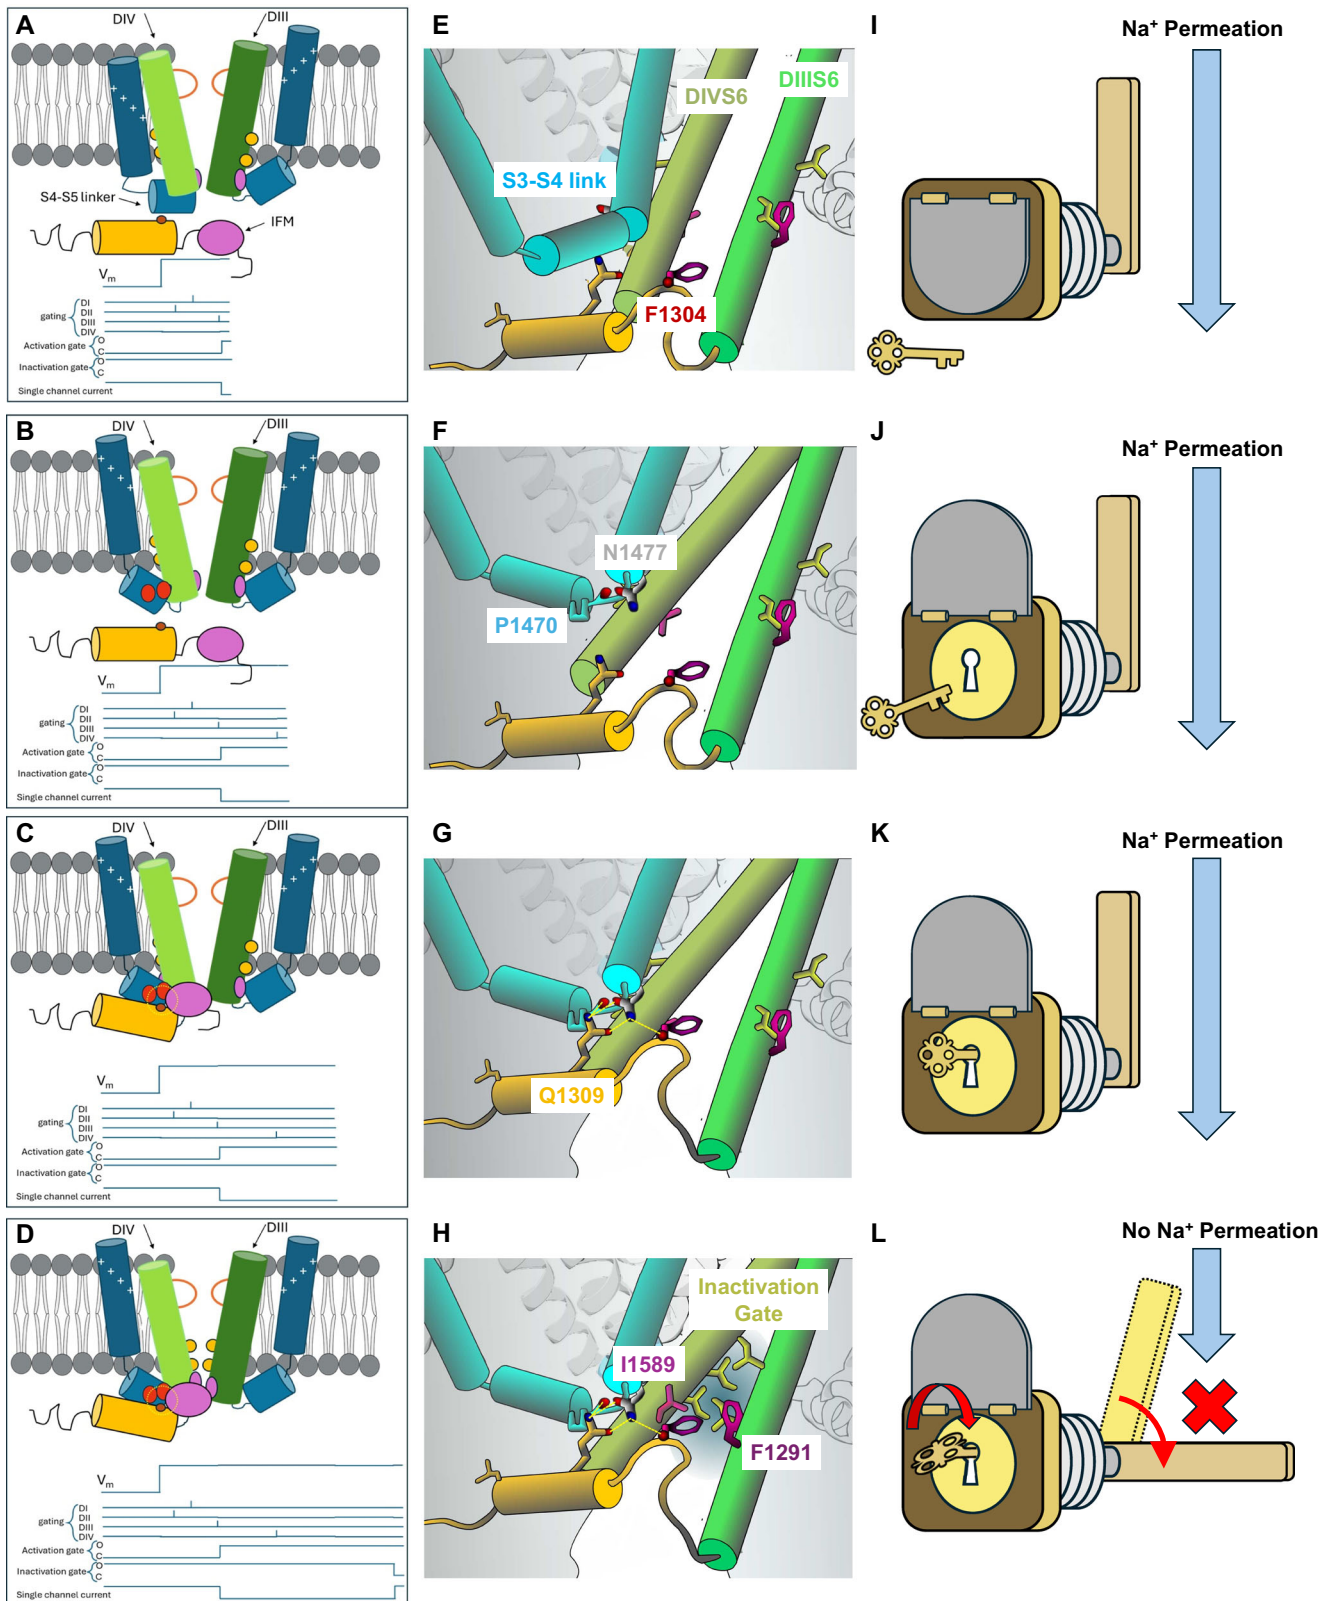 A
DIV
DIII
S4-S5 linker
IFM
Vm
gating
DI
DII
DIII
DIV
Activation gate
O
C
Inactivation gate
O
C
Single channel current
+ + + +
+ + + +
E
DIVS6
DIIIS6
S3-S4 link
F1304
I
Na⁺ Permeation
B
DIV
DIII
Vm
gating
DI
DII
DIII
DIV
Activation gate
O
C
Inactivation gate
O
C
Single channel current
+ + +
+ + +
F
N1477
P1470
J
Na⁺ Permeation
C
DIV
DIII
Vm
gating
DI
DII
DIII
DIV
Activation gate
O
C
Inactivation gate
O
C
Single channel current
+ + +
+ + +
G
Q1309
K
Na⁺ Permeation
D
DIV
DIII
Vm
gating
DI
DII
DIII
DIV
Activation gate
O
C
Inactivation gate
O
C
Single channel current
+ + +
+ + +
H
Inactivation
Gate
I1589
F1291
L
No Na⁺ Permeation